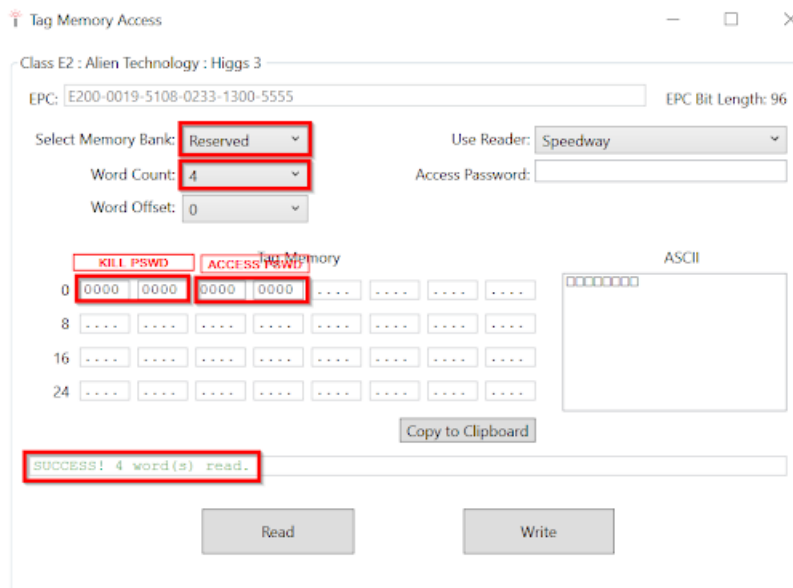 Tag Memory Access
Class E2 : Alien Technology : Higgs 3
EPC: E200-0019-5108-0233-1300-5555 EPC Bit Length: 96
Select Memory Bank: Reserved Use Reader: Speedway
Word Count: 4 Access Password:
Word Offset: 0
KILL PSWD ACCESS PSWD Tag Memory ASCII
0 0000 0000 0000 0000 .... .... .... .... □□□□□□□□
8 .... .... .... .... .... .... .... ....
16 .... .... .... .... .... .... .... ....
24 .... .... .... .... .... .... .... ....
Copy to Clipboard
SUCCESS! 4 word(s) read.
Read Write